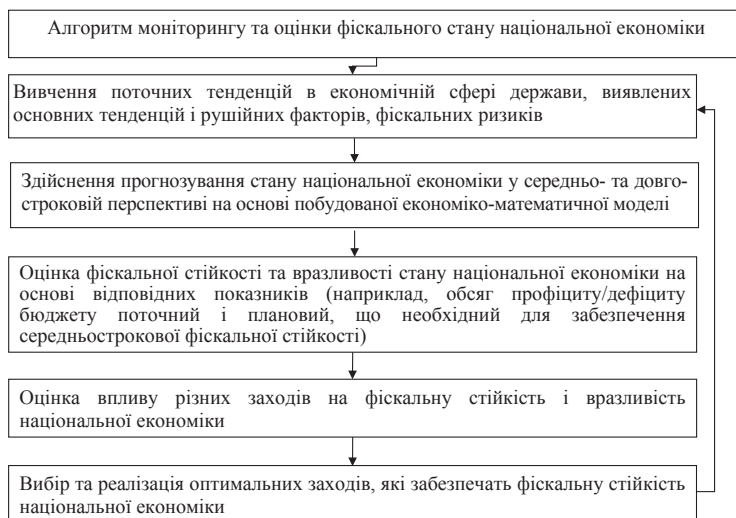 Алгоритм моніторингу та оцінки фіскального стану національної економіки
Вивчення поточних тенденцій в економічній сфері держави, виявлених
основних тенденцій і рушійних факторів, фіскальних ризиків
Здійснення прогнозування стану національної економіки у середньо- та довго-
строковій перспективі на основі побудованої економіко-математичної моделі
Оцінка фіскальної стійкості та вразливості стану національної економіки на
основі відповідних показників (наприклад, обсяг профіциту/дефіциту
бюджету поточний і плановий, що необхідний для забезпечення
середньострокової фіскальної стійкості)
Оцінка впливу різних заходів на фіскальну стійкість і вразливість
національної економіки
Вибір та реалізація оптимальних заходів, які забезпечать фіскальну стійкість
національної економіки